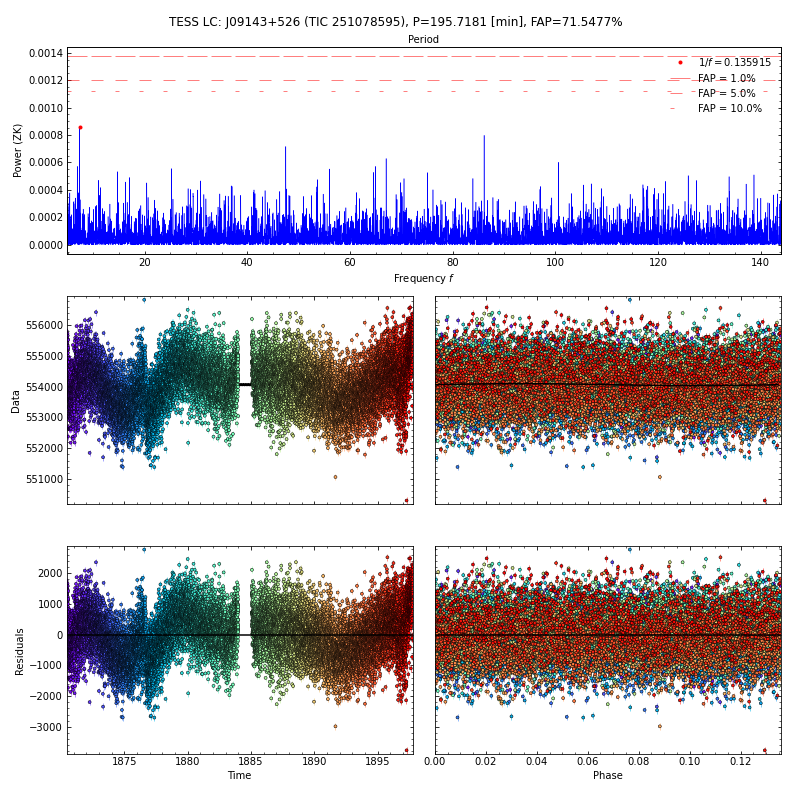 TESS LC: J09143+526 (TIC 251078595), P=195.7181 [min], FAP=71.5477%
Period
0.0014
0.0012
0.0010
0.0008
0.0006
0.0004
0.0002
0.0000
Power (ZK)
1/f = 0.135915
FAP = 1.0%
FAP = 5.0%
FAP = 10.0%
20 40 60 80 100 120 140
Frequency f
556000
555000
554000
553000
552000
551000
Data
2000
1000
0
−1000
−2000
−3000
Residuals
1875 1880 1885 1890 1895
Time
0.00 0.02 0.04 0.06 0.08 0.10 0.12
Phase